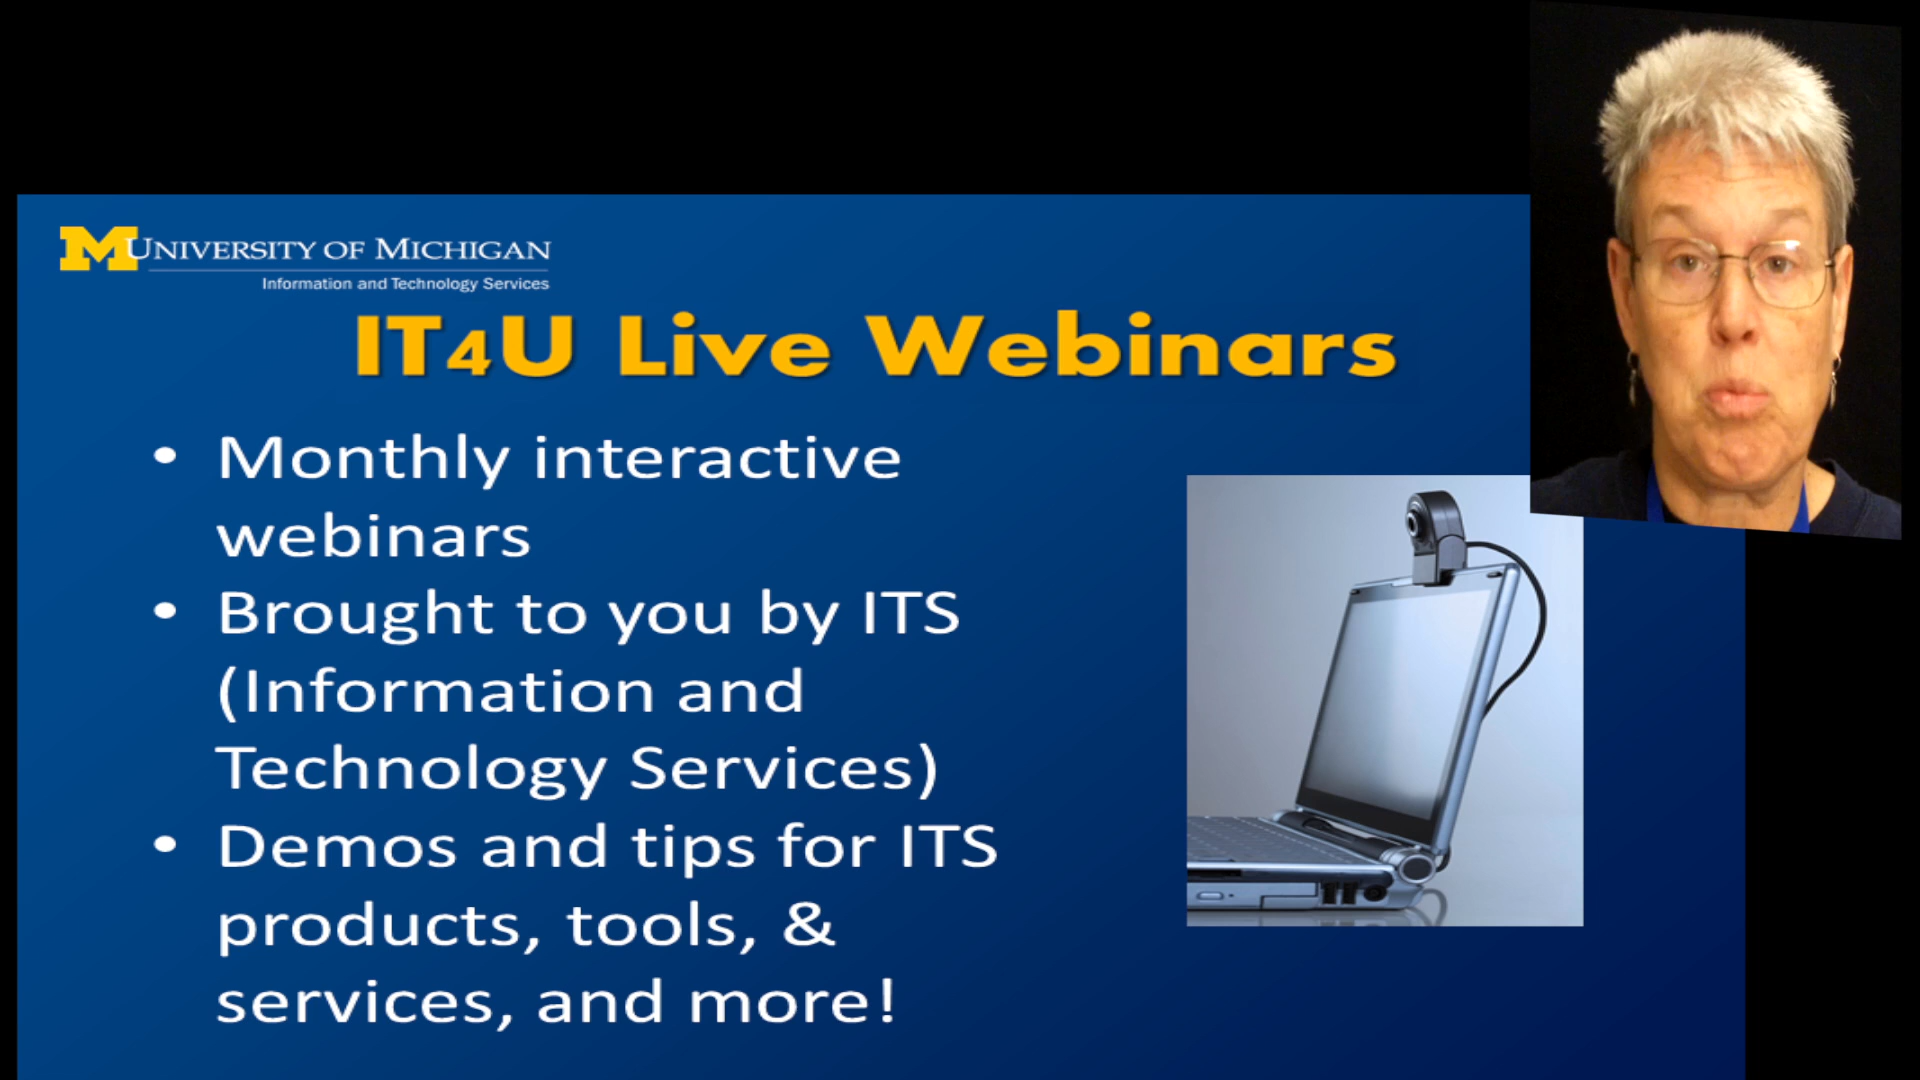 M UNIVERSITY OF MICHIGAN
Information and Technology Services
IT4U Live Webinars
• Monthly interactive
webinars
• Brought to you by ITS
(Information and
Technology Services)
• Demos and tips for ITS
products, tools, &
services, and more!